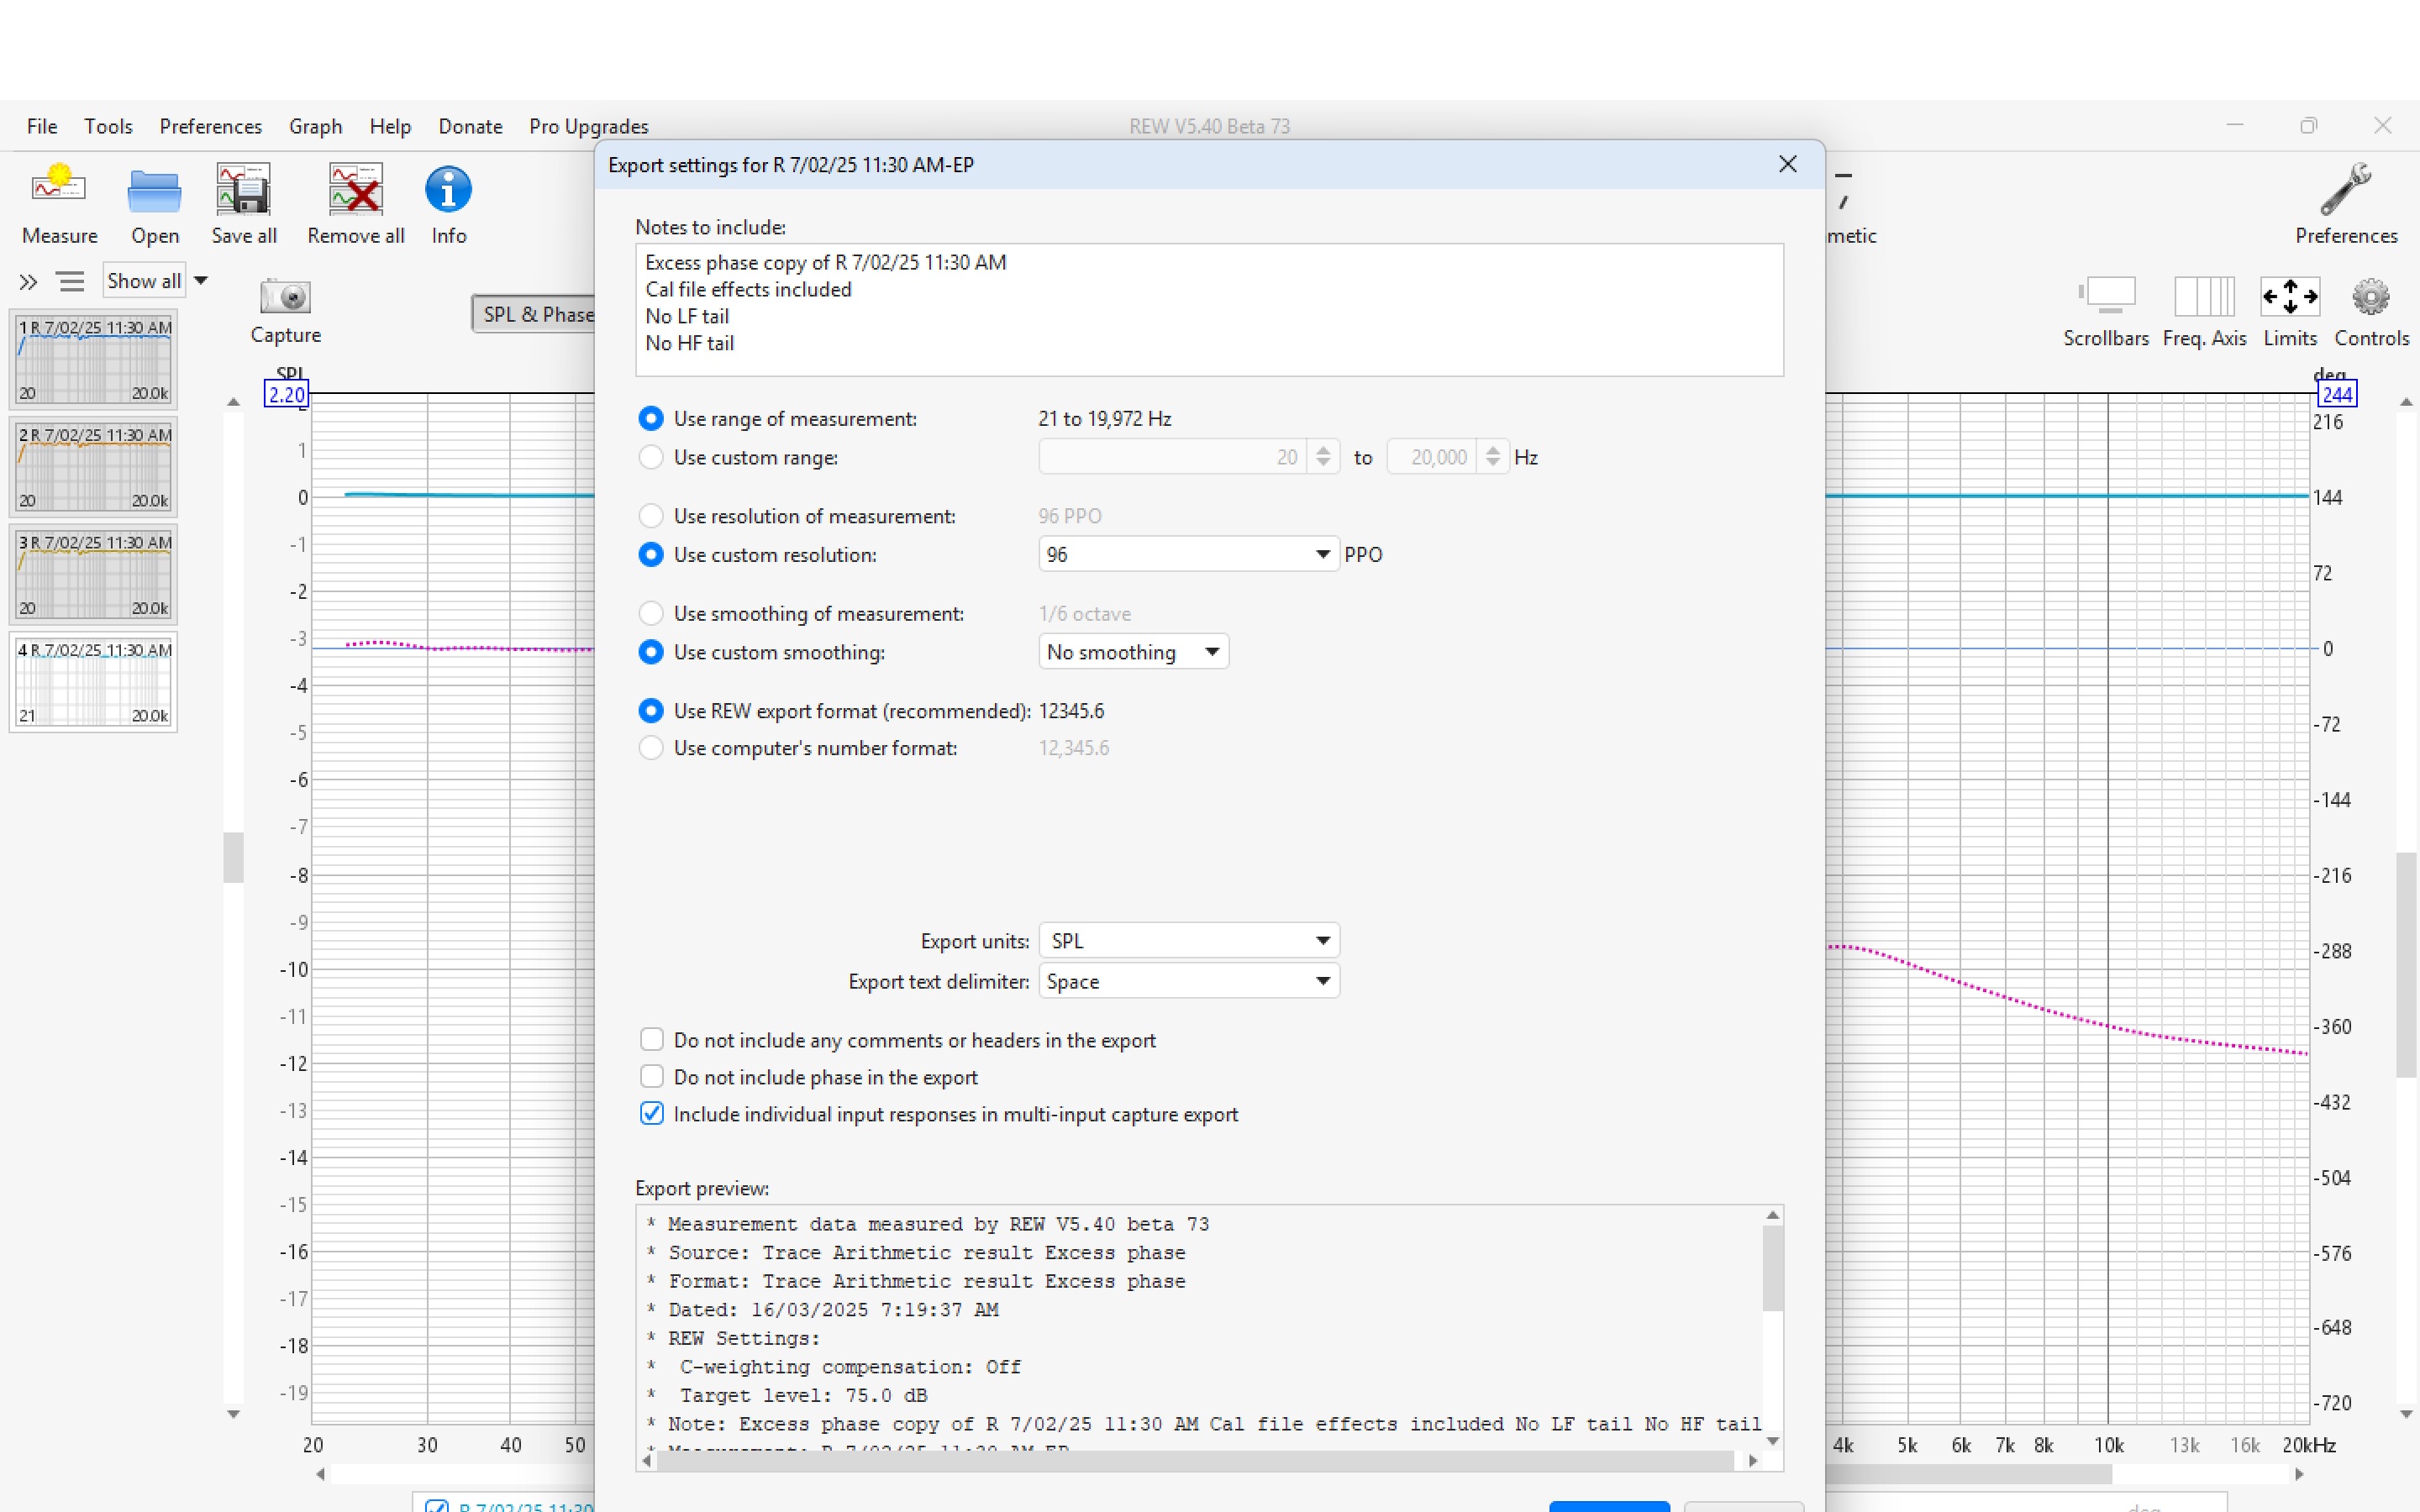 File Tools Preferences Graph Help Donate Pro Upgrades REW V5.40 Beta 73
Export settings for R 7/02/25 11:30 AM-EP
Measure Open Save all Remove all Info
metic Preferences
Show all
Capture
SPL & Phase
Scrollbars Freq. Axis Limits Controls
1 R 7/02/25 11:30 AM
20 20.0k
2 R 7/02/25 11:30 AM
20 20.0k
3 R 7/02/25 11:30 AM
20 20.0k
4 R 7/02/25 11:30 AM
21 20.0k
SPL
2.20
1
0
-1
-2
-3
-4
-5
-6
-7
-8
-9
-10
-11
-12
-13
-14
-15
-16
-17
-18
-19
20 30 40 50
Notes to include:
Excess phase copy of R 7/02/25 11:30 AM
Cal file effects included
No LF tail
No HF tail
Use range of measurement: 21 to 19,972 Hz
Use custom range: 20 to 20,000 Hz
Use resolution of measurement: 96 PPO
Use custom resolution: 96 PPO
Use smoothing of measurement: 1/6 octave
Use custom smoothing: No smoothing
Use REW export format (recommended): 12345.6
Use computer's number format: 12,345.6
Export units: SPL
Export text delimiter: Space
Do not include any comments or headers in the export
Do not include phase in the export
Include individual input responses in multi-input capture export
Export preview:
* Measurement data measured by REW V5.40 beta 73
* Source: Trace Arithmetic result Excess phase
* Format: Trace Arithmetic result Excess phase
* Dated: 16/03/2025 7:19:37 AM
* REW Settings:
* C-weighting compensation: Off
* Target level: 75.0 dB
* Note: Excess phase copy of R 7/02/25 11:30 AM Cal file effects included No LF tail No HF tail
* Measurement: R 7/02/25 11:30 AM-EP
deg
244
216
144
72
0
-72
-144
-216
-288
-360
-432
-504
-576
-648
-720
4k 5k 6k 7k 8k 10k 13k 16k 20kHz
R 7/02/25 11:30
deg